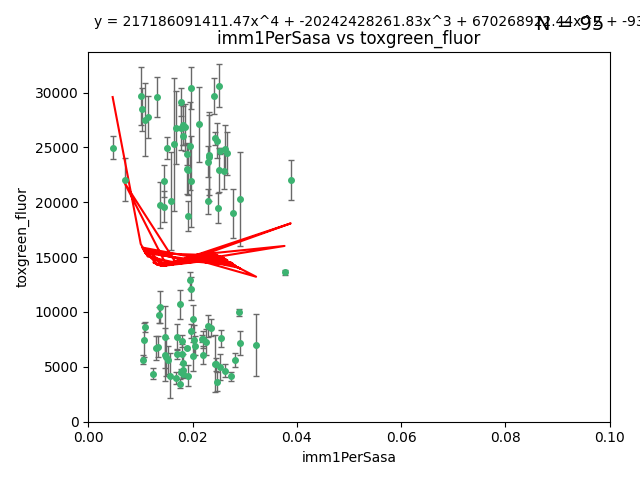 y = 217186091411.47x^4 + -20242428261.83x^3 + 670268922.44x^2 + -93
N = 95
imm1PerSasa vs toxgreen_fluor
30000
25000
20000
15000
10000
5000
0
toxgreen_fluor
0.00 0.02 0.04 0.06 0.08 0.10
imm1PerSasa